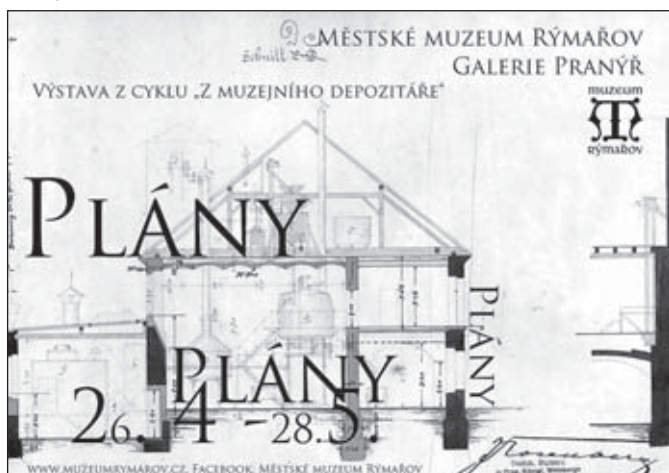 MĚSTSKÉ MUZEUM RÝMAŘOV
GALERIE PRANÝŘ
VÝSTAVA Z CYKLU „Z MUZEJNÍHO DEPOZITÁŘE“
muzeum
RÝMAŘOV
PLÁNY
PLÁNY
PLÁNY
26. 4 -28.5.
WWW.MUZEUMRYMAROV.CZ, FACEBOOK: MĚSTSKÉ MUZEUM RÝMAŘOV